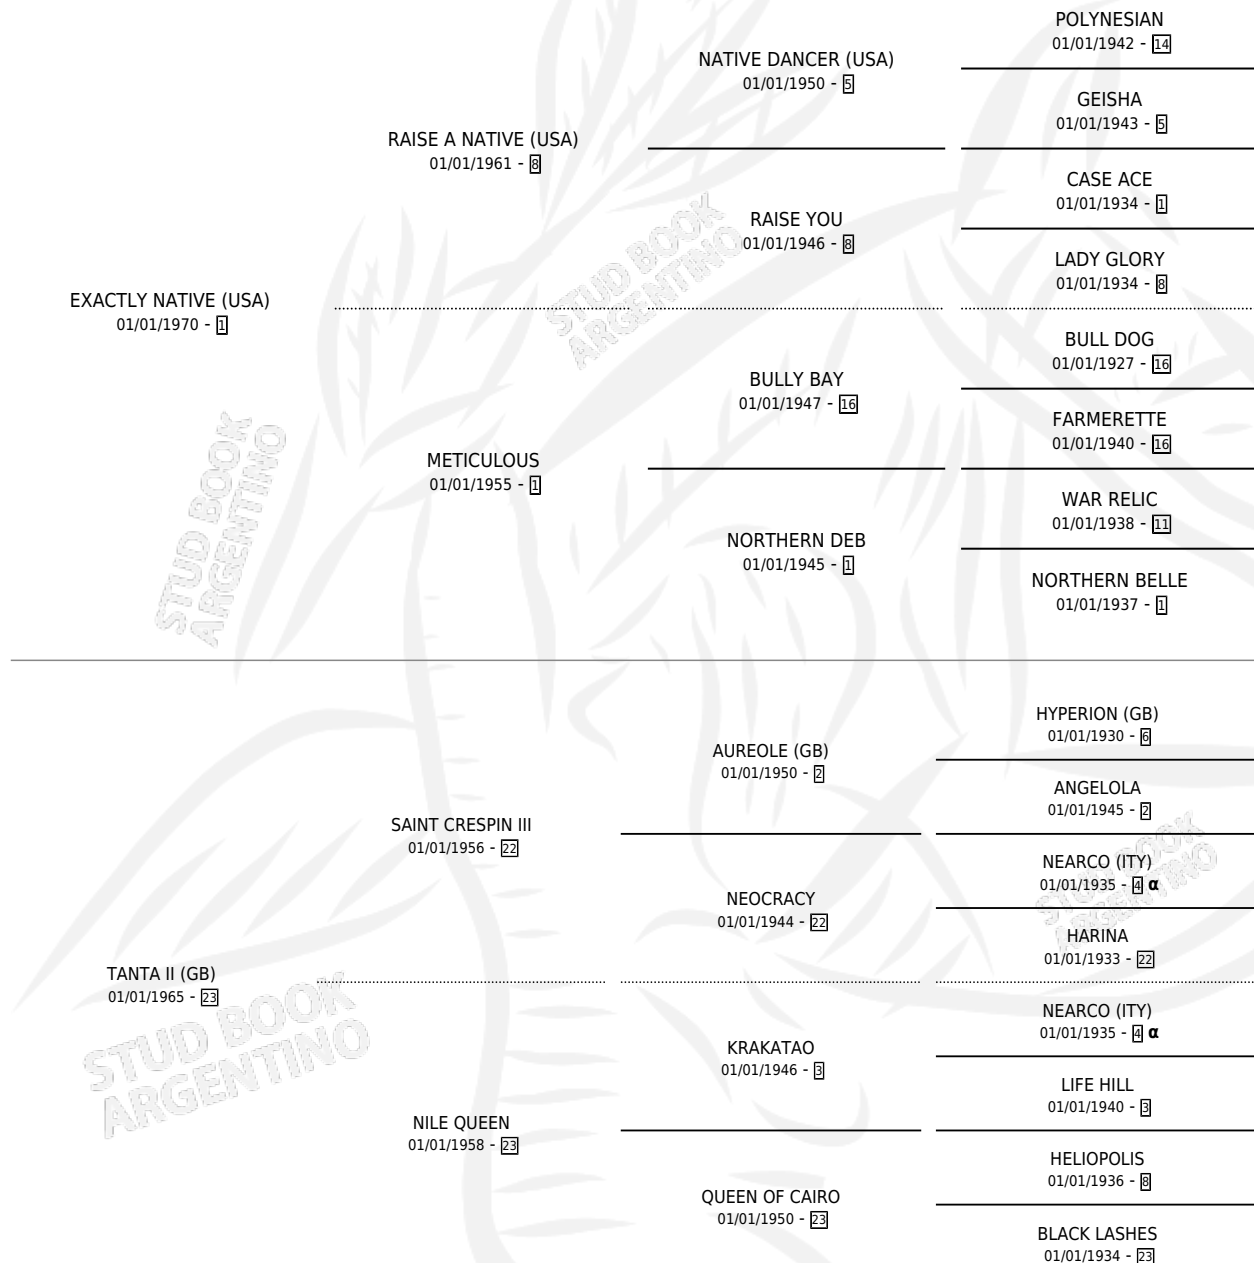 POLYNESIAN
01/01/1942 - 14
NATIVE DANCER (USA)
01/01/1950 - 5
GEISHA
01/01/1943 - 5
RAISE A NATIVE (USA)
01/01/1961 - 8
CASE ACE
01/01/1934 - 1
RAISE YOU
01/01/1946 - 8
LADY GLORY
01/01/1934 - 8
EXACTLY NATIVE (USA)
01/01/1970 - 1
BULL DOG
01/01/1927 - 16
BULLY BAY
01/01/1947 - 16
FARMERETTE
01/01/1940 - 16
METICULOUS
01/01/1955 - 1
WAR RELIC
01/01/1938 - 11
NORTHERN DEB
01/01/1945 - 1
NORTHERN BELLE
01/01/1937 - 1
HYPERION (GB)
01/01/1930 - 6
AUREOLE (GB)
01/01/1950 - 2
ANGELOLA
01/01/1945 - 2
SAINT CRESPIN III
01/01/1956 - 22
NEARCO (ITY)
01/01/1935 - 4 α
NEOCRACY
01/01/1944 - 22
HARINA
01/01/1933 - 22
TANTA II (GB)
01/01/1965 - 23
NEARCO (ITY)
01/01/1935 - 4 α
KRAKATAO
01/01/1946 - 3
LIFE HILL
01/01/1940 - 3
NILE QUEEN
01/01/1958 - 23
HELIOPOLIS
01/01/1936 - 8
QUEEN OF CAIRO
01/01/1950 - 23
BLACK LASHES
01/01/1934 - 23
STUD BOOK
ARGENTINO
STUD BOOK
ARGENTINO
STUD BOOK
ARGENTINO
STUD BOOK
ARGENTINO